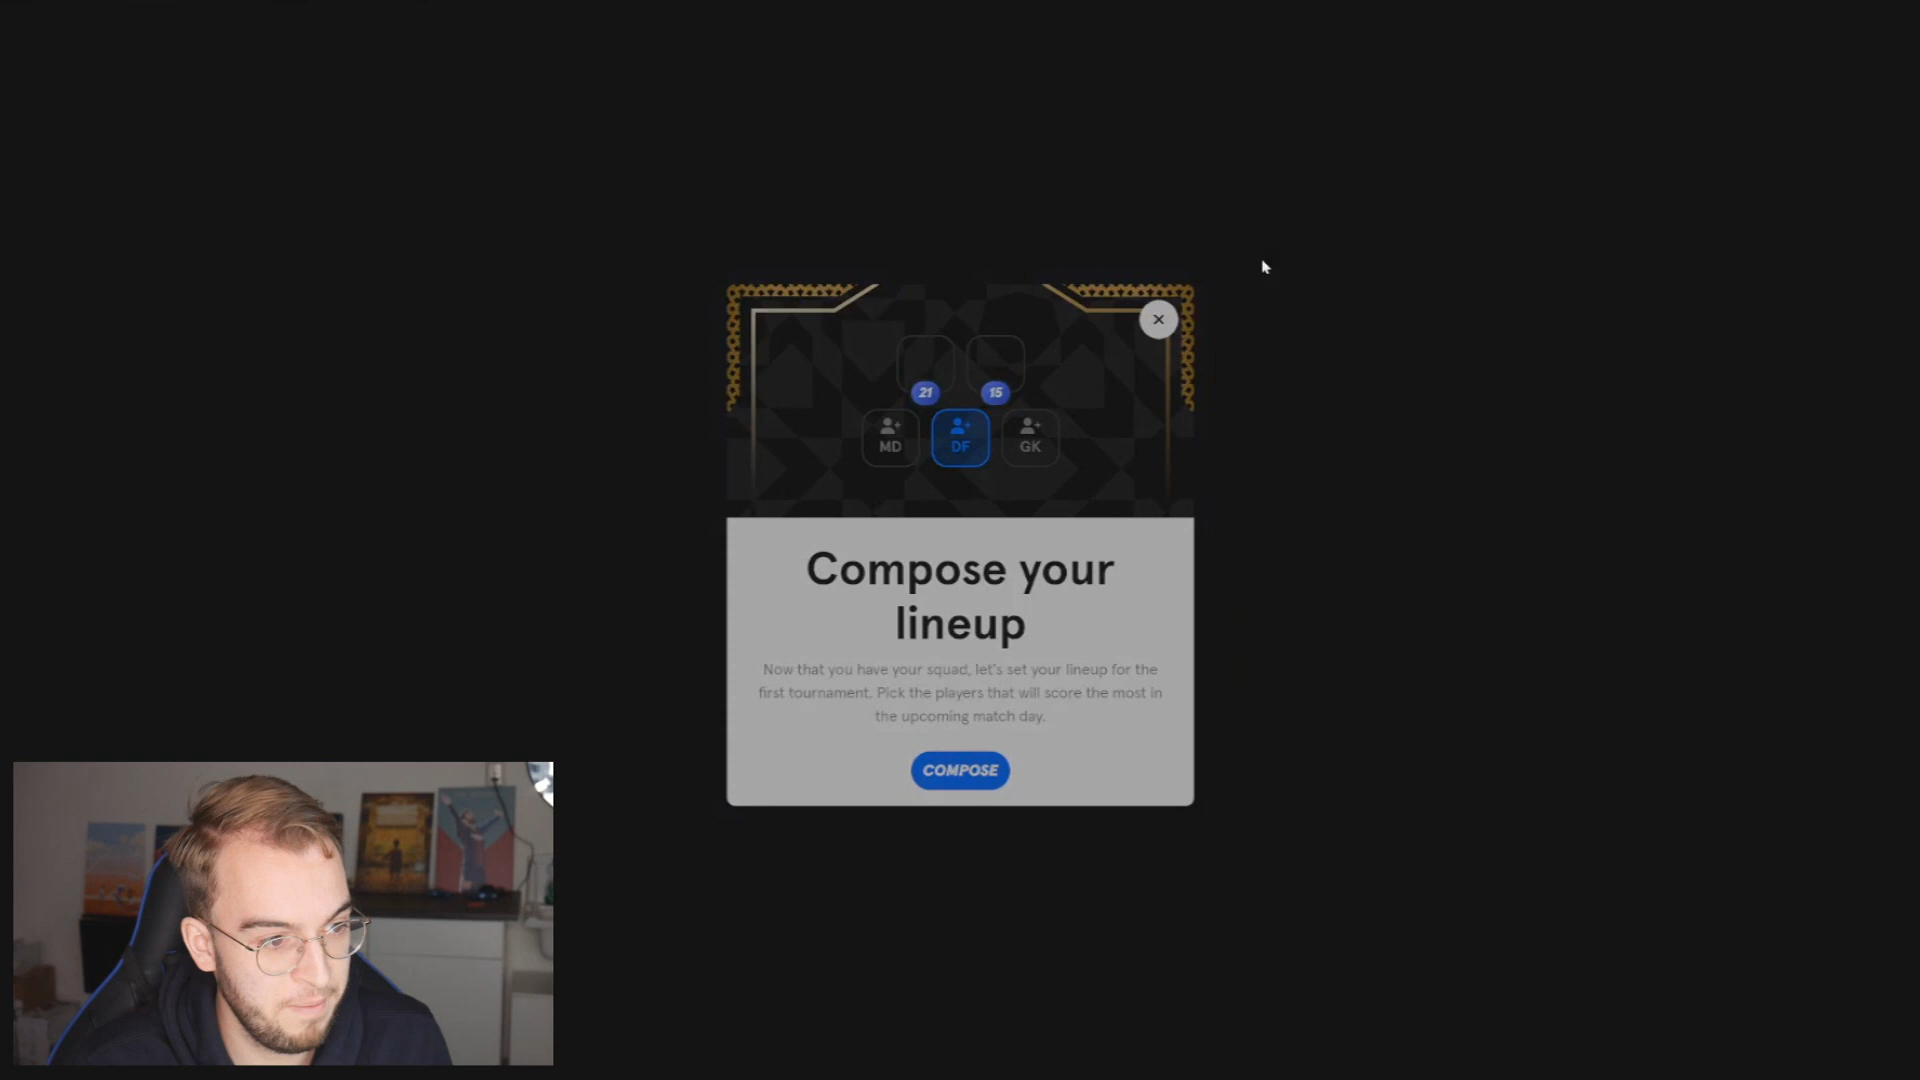 21 15
MD DF GK
Compose your
lineup
Now that you have your squad, let's set your lineup for the
first tournament. Pick the players that will score the most in
the upcoming match day.
COMPOSE